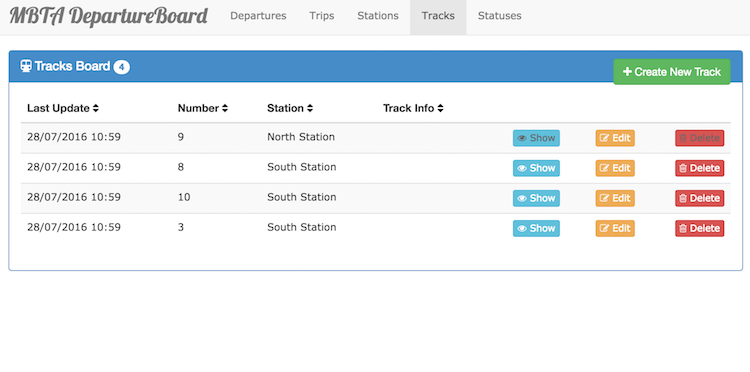 MBTA DepartureBoard Departures Trips Stations Tracks Statuses
Tracks Board 4 Create New Track
Last Update Number Station Track Info
28/07/2016 10:59 9 North Station Show Edit Delete
28/07/2016 10:59 8 South Station Show Edit Delete
28/07/2016 10:59 10 South Station Show Edit Delete
28/07/2016 10:59 3 South Station Show Edit Delete